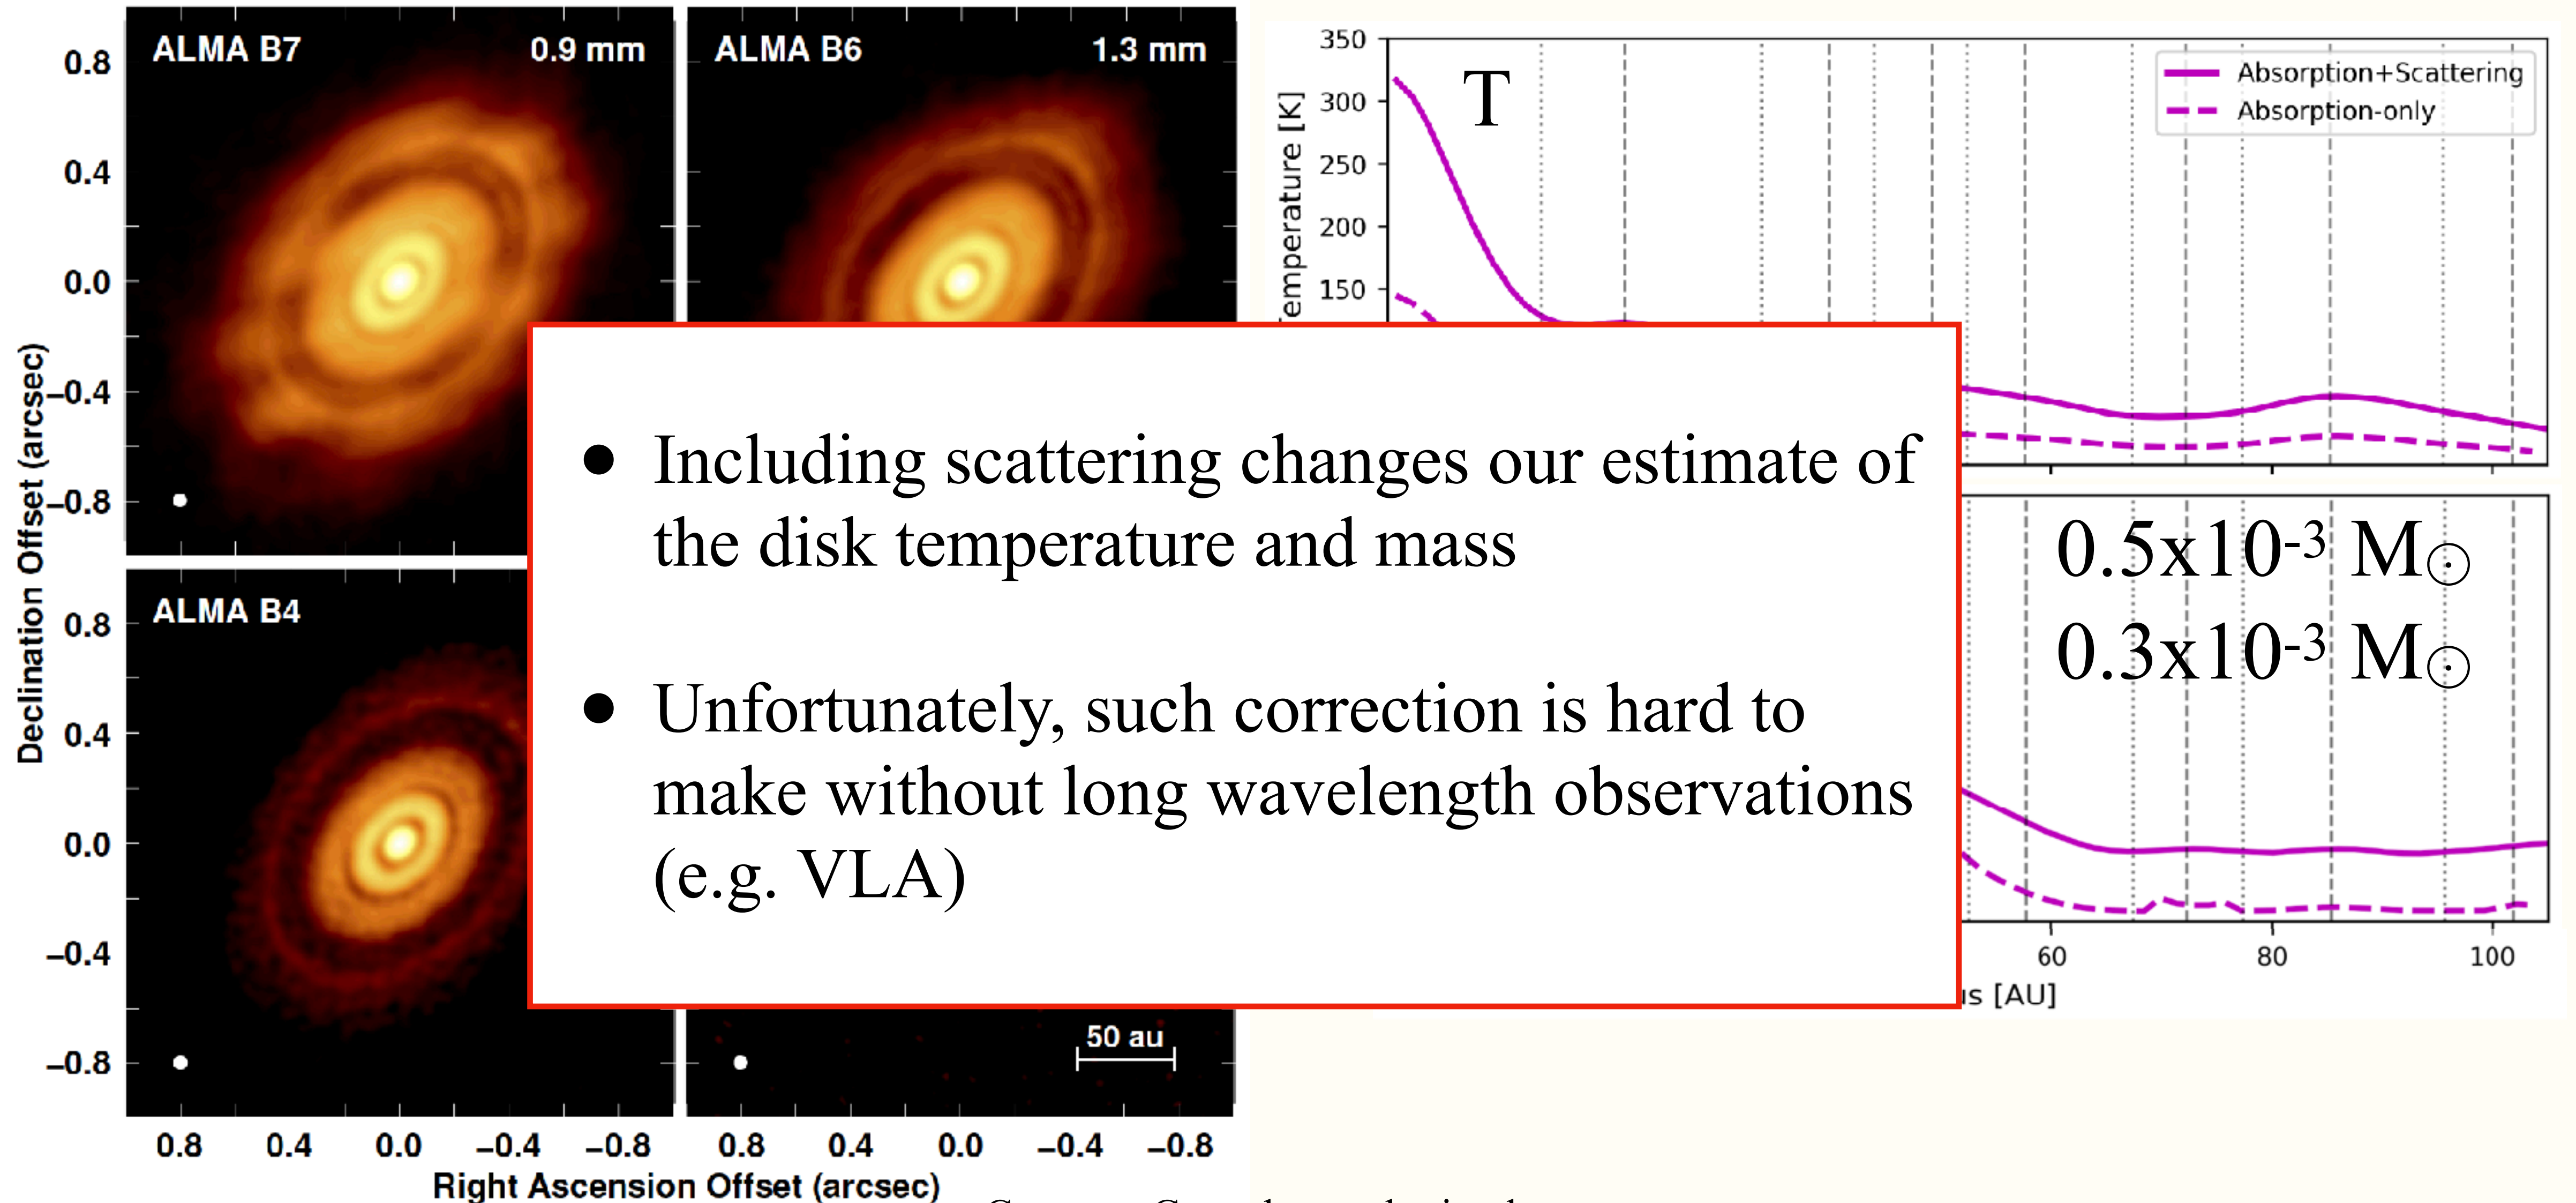 ALMA B7 0.9 mm
ALMA B6 1.3 mm
0.8
0.4
0.0
−0.4
−0.8
Declination Offset (arcsec)
ALMA B4
0.8
0.4
0.0
−0.4
−0.8
50 au
0.8 0.4 0.0 −0.4 −0.8
0.8 0.4 0.0 −0.4 −0.8
Right Ascension Offset (arcsec)
350
300
250
200
150
T
Absorption+Scattering
Absorption-only
● Including scattering changes our estimate of
the disk temperature and mass
● Unfortunately, such correction is hard to
make without long wavelength observations
(e.g. VLA)
[K]
0.5x10⁻³ M☉
0.3x10⁻³ M☉
60 80 100
[AU]